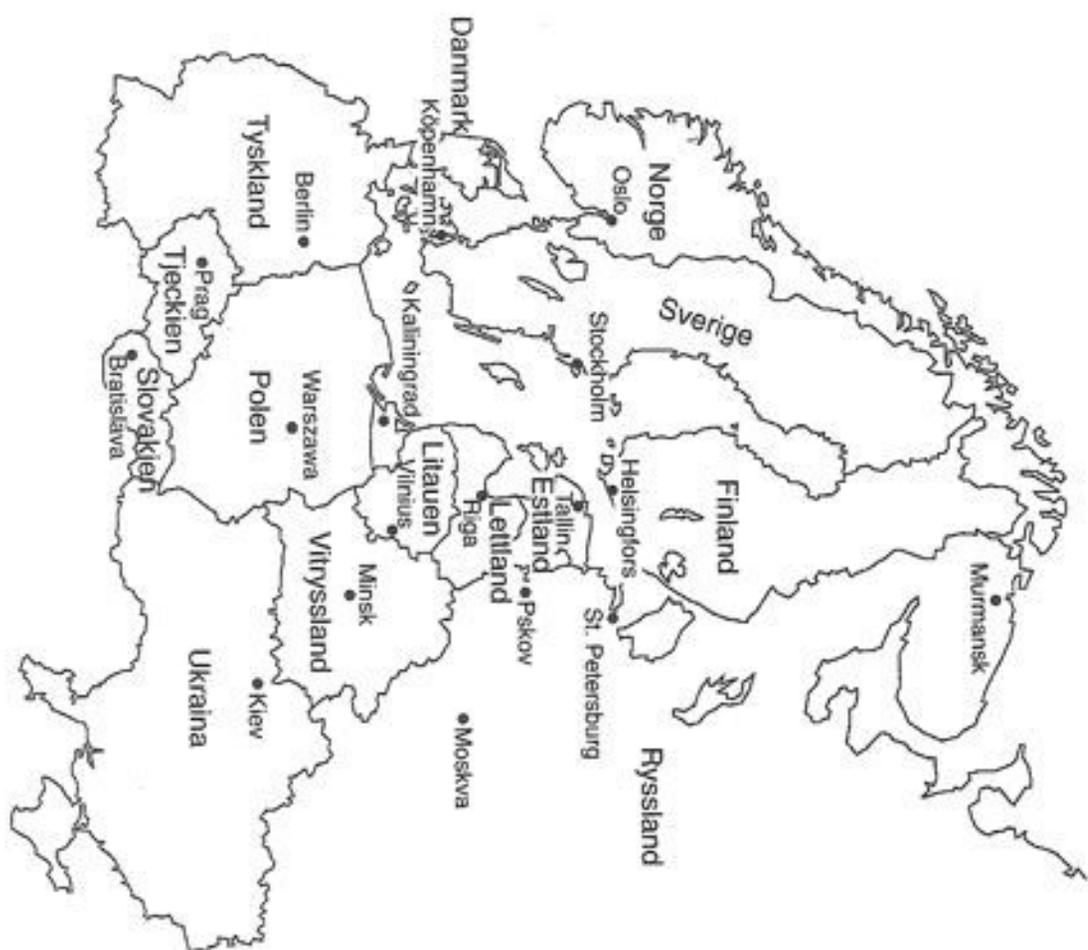 Murmansk
Norge
Oslo
Sverige
Finland
Ryssland
Stockholm
Helsingfors
St. Petersburg
Danmark
Köpenhamn
Tallin
Estland
Pskov
Lettland
Riga
Moskva
Kaliningrad
Litauen
Vilnius
Minsk
Vitryssland
Tyskland
Berlin
Warszawa
Polen
Kiev
Ukraina
Prag
Tjeckien
Slovakien
Bratislava